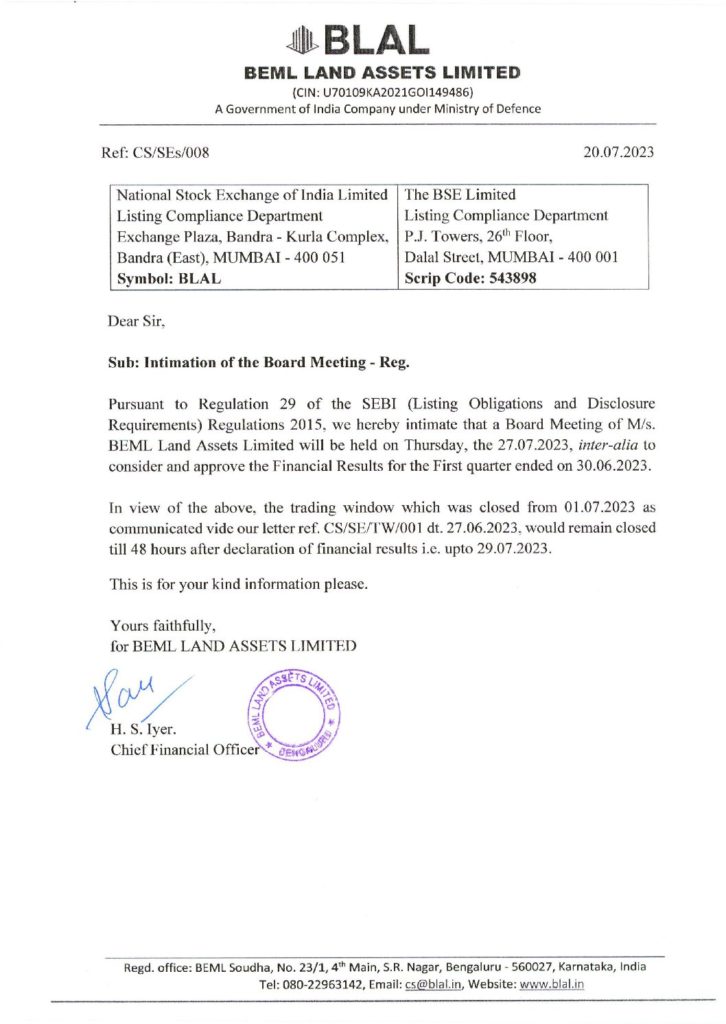 BLAL
BEML LAND ASSETS LIMITED
(CIN: U70109KA2021GOI149486)
A Government of India Company under Ministry of Defence
Ref: CS/SEs/008
20.07.2023
National Stock Exchange of India Limited
Listing Compliance Department
Exchange Plaza, Bandra - Kurla Complex,
Bandra (East), MUMBAI - 400 051
Symbol: BLAL
The BSE Limited
Listing Compliance Department
P.J. Towers, 26th Floor,
Dalal Street, MUMBAI - 400 001
Scrip Code: 543898
Dear Sir,
Sub: Intimation of the Board Meeting - Reg.
Pursuant to Regulation 29 of the SEBI (Listing Obligations and Disclosure
Requirements) Regulations 2015, we hereby intimate that a Board Meeting of M/s.
BEML Land Assets Limited will be held on Thursday, the 27.07.2023, inter-alia to
consider and approve the Financial Results for the First quarter ended on 30.06.2023.
In view of the above, the trading window which was closed from 01.07.2023 as
communicated vide our letter ref. CS/SE/TW/001 dt. 27.06.2023, would remain closed
till 48 hours after declaration of financial results i.e. upto 29.07.2023.
This is for your kind information please.
Yours faithfully,
for BEML LAND ASSETS LIMITED
BEML LAND ASSETS LIMITED
BENGALURU
H. S. Iyer.
Chief Financial Officer
Regd. office: BEML Soudha, No. 23/1, 4th Main, S.R. Nagar, Bengaluru - 560027, Karnataka, India
Tel: 080-22963142, Email: cs@blal.in, Website: www.blal.in